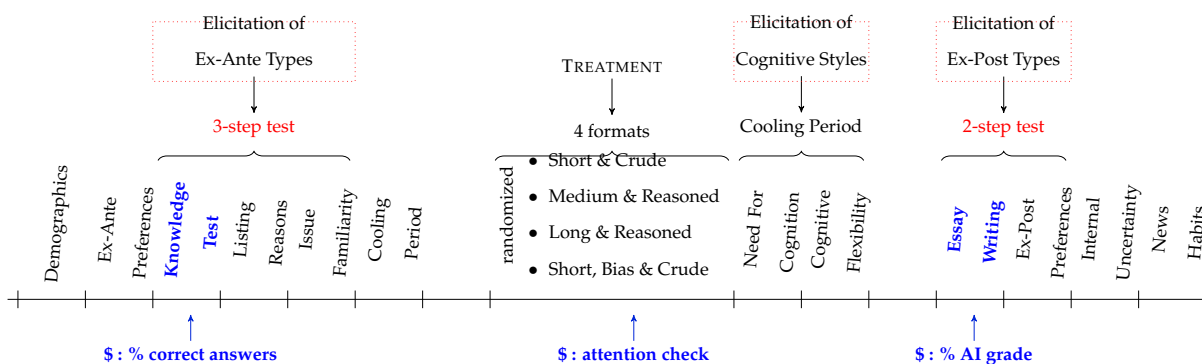 Elicitation of
Ex-Ante Types
3-step test
TREATMENT
4 formats
Elicitation of
Cognitive Styles
Cooling Period
Elicitation of
Ex-Post Types
2-step test
Demographics
Ex-Ante
Preferences
Knowledge
Test
Listing
Reasons
Issue
Familiarity
Cooling
Period
randomized
• Short & Crude
• Medium & Reasoned
• Long & Reasoned
• Short, Bias & Crude
Need For
Cognition
Cognitive
Flexibility
Essay
Writing
Ex-Post
Preferences
Internal
Uncertainty
News
Habits
$ : % correct answers
$ : attention check
$ : % AI grade